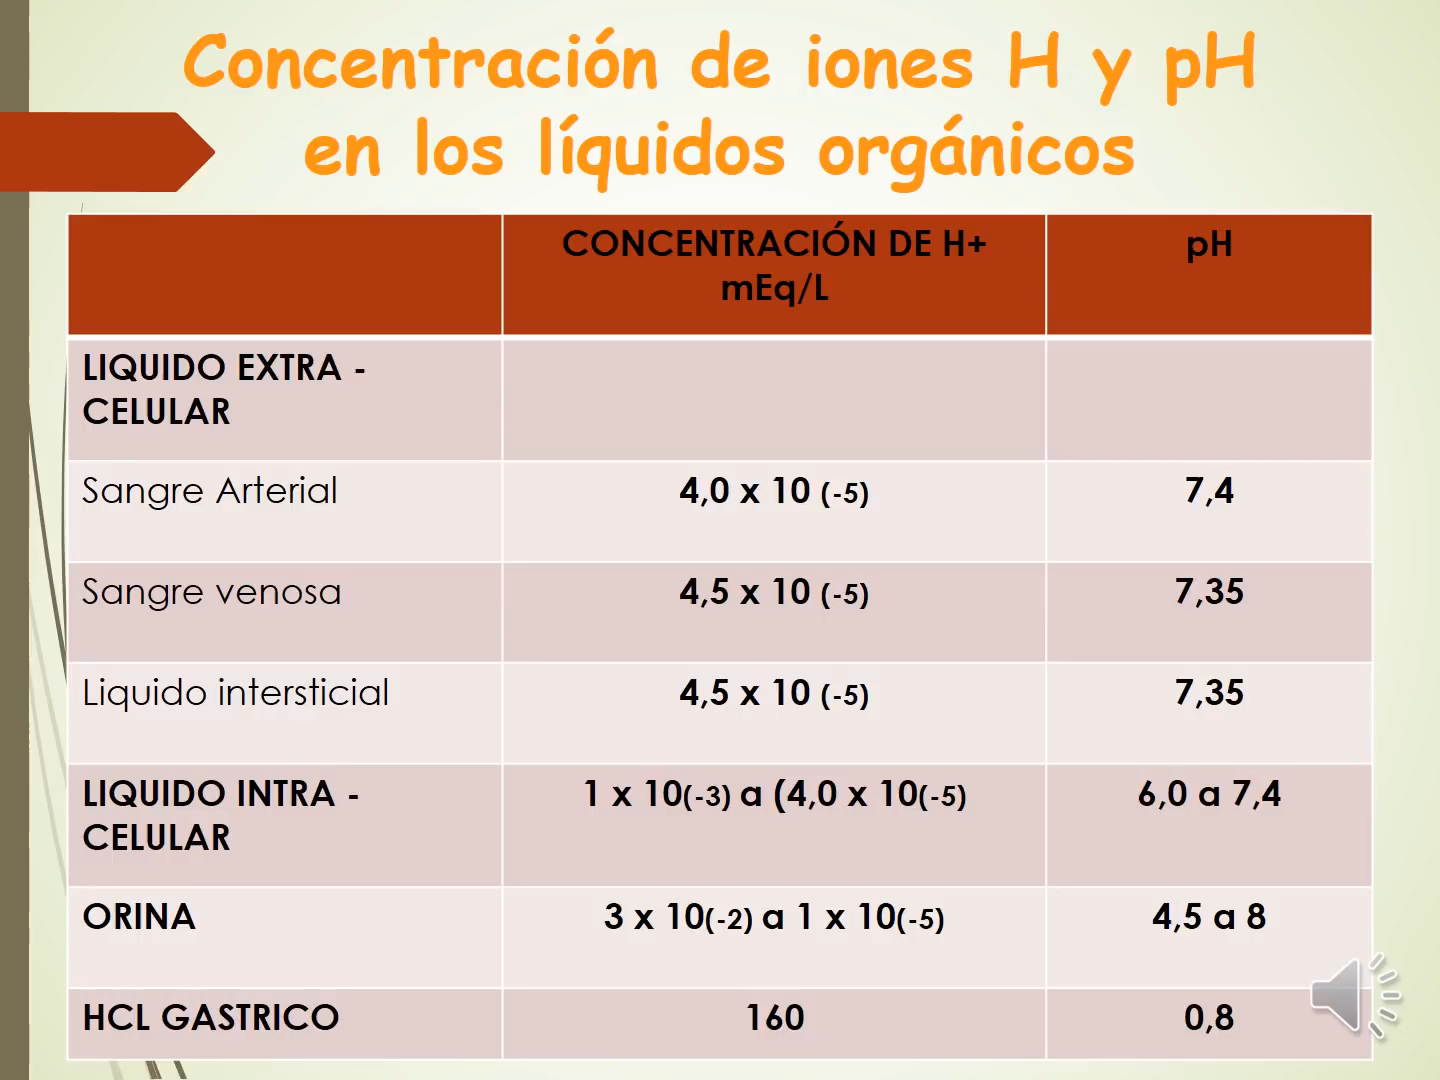 Concentración de iones H y pH
en los líquidos orgánicos
CONCENTRACIÓN DE H+
mEq/L
pH
LIQUIDO EXTRA -
CELULAR
Sangre Arterial 4,0 x 10 (-5) 7,4
Sangre venosa 4,5 x 10 (-5) 7,35
Liquido intersticial 4,5 x 10 (-5) 7,35
LIQUIDO INTRA -
CELULAR
1 x 10(-3) a (4,0 x 10(-5) 6,0 a 7,4
ORINA 3 x 10(-2) a 1 x 10(-5) 4,5 a 8
HCL GASTRICO 160 0,8